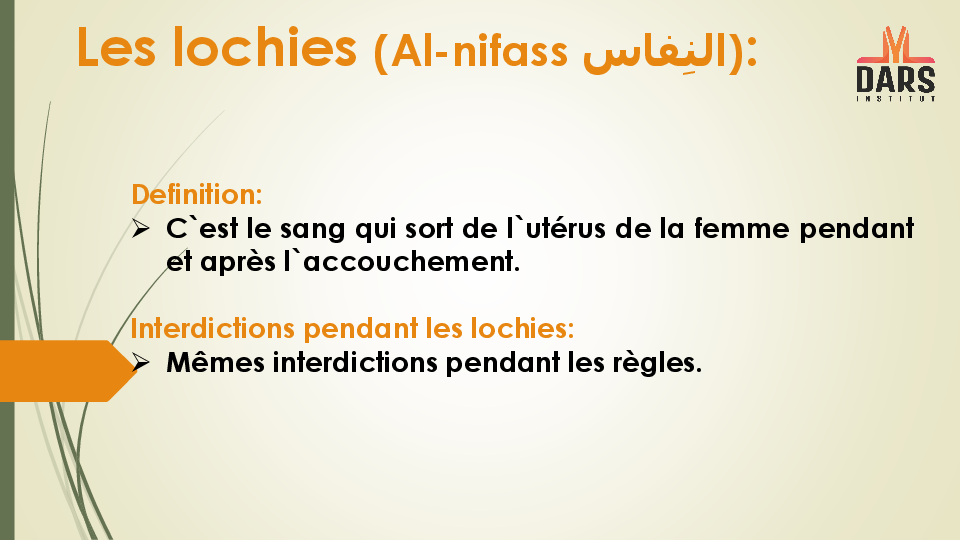 Les lochies (Al-nifass النِفاس):
DARS
INSTITUT
Definition:
➢ C`est le sang qui sort de l`utérus de la femme pendant
et après l`accouchement.
Interdictions pendant les lochies:
➢ Mêmes interdictions pendant les règles.